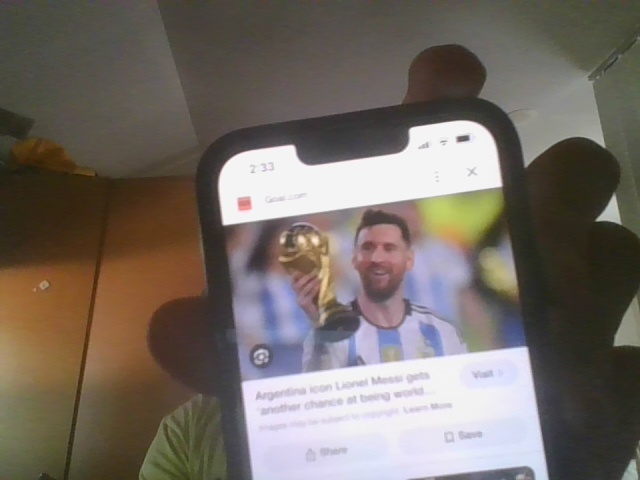 2:33
Goal.com
Argentina icon Lionel Messi gets
'another chance at being world...
Visit >
Images may be subject to copyright. Learn More
Share
Save